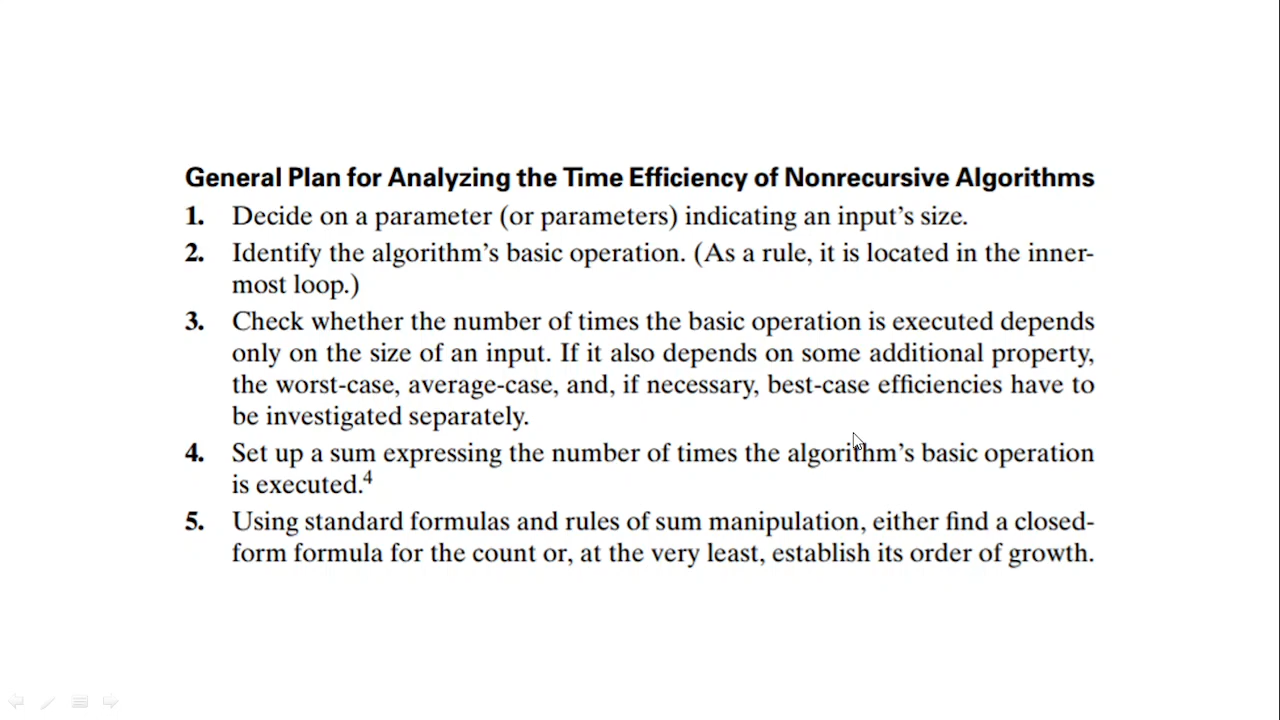 General Plan for Analyzing the Time Efficiency of Nonrecursive Algorithms
1. Decide on a parameter (or parameters) indicating an input’s size.
2. Identify the algorithm’s basic operation. (As a rule, it is located in the inner-
most loop.)
3. Check whether the number of times the basic operation is executed depends
only on the size of an input. If it also depends on some additional property,
the worst-case, average-case, and, if necessary, best-case efficiencies have to
be investigated separately.
4. Set up a sum expressing the number of times the algorithm’s basic operation
is executed.⁴
5. Using standard formulas and rules of sum manipulation, either find a closed-
form formula for the count or, at the very least, establish its order of growth.